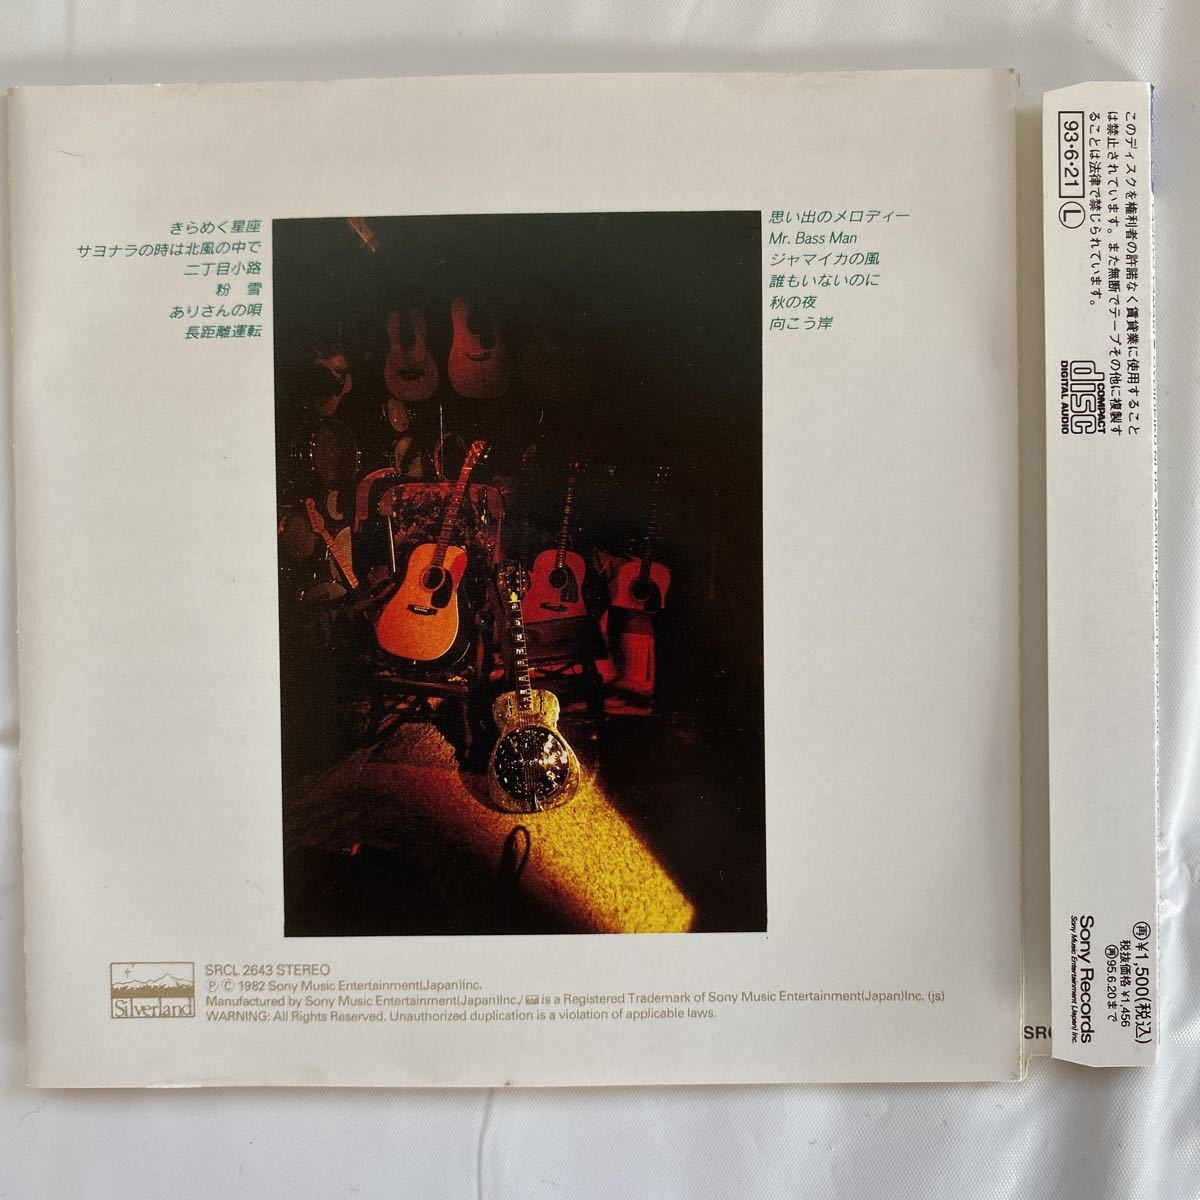 きらめく星座
サヨナラの時は北風の中で
二丁目小路
粉 雪
ありさんの唄
長距離運転
思い出のメロディー
Mr. Bass Man
ジャマイカの風
誰もいないのに
秋の夜
向こう岸
Silverland
SRCL 2643 STEREO
Ⓟ Ⓒ 1982 Sony Music Entertainment(Japan)Inc.
Manufactured by Sony Music Entertainment(Japan)Inc./ is a Registered Trademark of Sony Music Entertainment(Japan)Inc. (js)
WARNING: All Rights Reserved. Unauthorized duplication is a violation of applicable laws.
このディスクを権利者の許諾なく賃貸業に使用すること
は禁止されています。また無断でテープその他に複製す
ることは法律で禁じられています。
93・6・21 Ⓛ
COMPACT
disc
DIGITAL AUDIO
再¥1,500(税込)
税抜価格¥1,456
再95.6.20まで
Sony Records
Sony Music Entertainment (Japan) Inc.
SRC